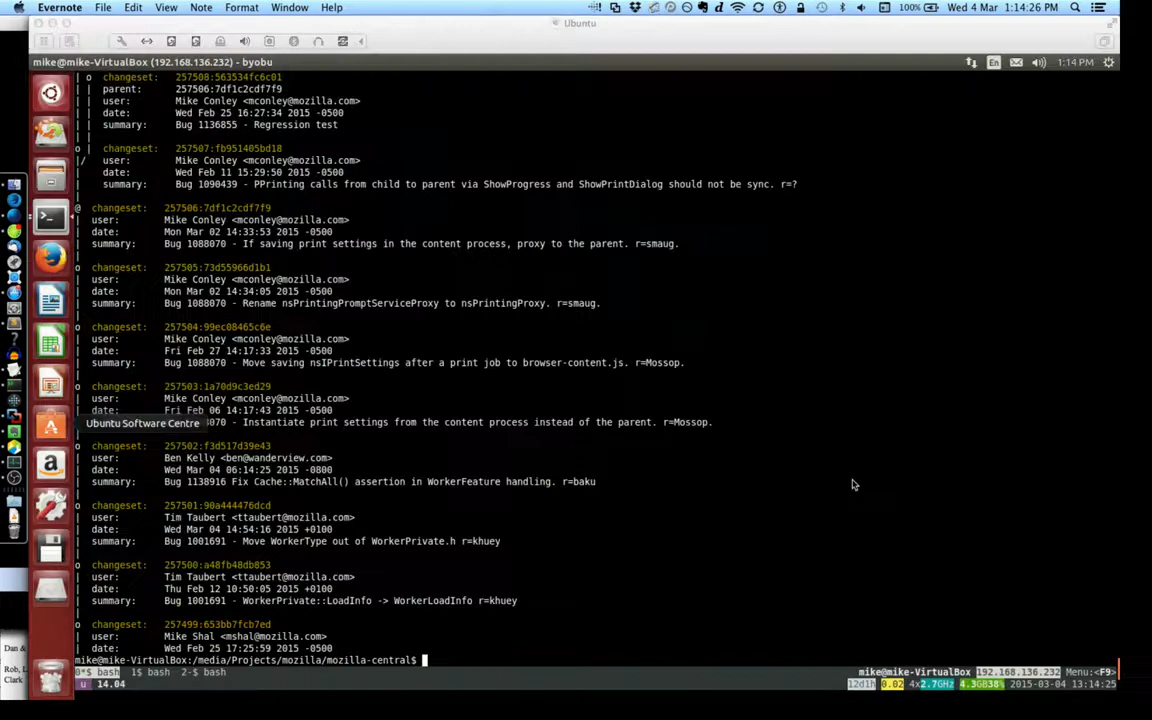 Evernote File Edit View Note Format Window Help 100% Wed 4 Mar 1:14:26 PM
Ubuntu
mike@mike-VirtualBox (192.168.136.232) - byobu En 1:14 PM
| o changeset: 257508:563534fc6c01
| | parent: 257506:7df1c2cdf7f9
| | user: Mike Conley <mconley@mozilla.com>
| | date: Wed Feb 25 16:27:34 2015 -0500
| | summary: Bug 1136855 - Regression test
| |
o | changeset: 257507:fb951405bd18
|/ user: Mike Conley <mconley@mozilla.com>
| date: Wed Feb 11 15:29:50 2015 -0500
| summary: Bug 1090439 - PPrinting calls from child to parent via ShowProgress and ShowPrintDialog should not be sync. r=?
|
@ changeset: 257506:7df1c2cdf7f9
| user: Mike Conley <mconley@mozilla.com>
| date: Mon Mar 02 14:33:53 2015 -0500
| summary: Bug 1088070 - If saving print settings in the content process, proxy to the parent. r=smaug.
|
o changeset: 257505:73d55966d1b1
| user: Mike Conley <mconley@mozilla.com>
| date: Mon Mar 02 14:34:05 2015 -0500
| summary: Bug 1088070 - Rename nsPrintingPromptServiceProxy to nsPrintingProxy. r=smaug.
|
o changeset: 257504:99ec08465c6e
| user: Mike Conley <mconley@mozilla.com>
| date: Fri Feb 27 14:17:33 2015 -0500
| summary: Bug 1088070 - Move saving nsIPrintSettings after a print job to browser-content.js. r=Mossop.
|
o changeset: 257503:1a70d9c3ed29
| user: Mike Conley <mconley@mozilla.com>
| date: Fri Feb 06 14:17:43 2015 -0500
Ubuntu Software Centre 8070 - Instantiate print settings from the content process instead of the parent. r=Mossop.
|
o changeset: 257502:f3d517d39e43
| user: Ben Kelly <ben@wanderview.com>
| date: Wed Mar 04 06:14:25 2015 -0800
| summary: Bug 1138916 Fix Cache::MatchAll() assertion in WorkerFeature handling. r=baku
|
o changeset: 257501:90a444476dcd
| user: Tim Taubert <ttaubert@mozilla.com>
| date: Wed Mar 04 14:54:16 2015 +0100
| summary: Bug 1001691 - Move WorkerType out of WorkerPrivate.h r=khuey
|
o changeset: 257500:a48fb48db853
| user: Tim Taubert <ttaubert@mozilla.com>
| date: Thu Feb 12 10:50:05 2015 +0100
| summary: Bug 1001691 - WorkerPrivate::LoadInfo -> WorkerLoadInfo r=khuey
|
o changeset: 257499:653bb7fcb7ed
| user: Mike Shal <mshal@mozilla.com>
| date: Wed Feb 25 17:25:59 2015 -0500
mike@mike-VirtualBox:/media/Projects/mozilla/mozilla-central$
0*$ bash 1$ bash 2-$ bash mike@mike-VirtualBox 192.168.136.232 Menu:<F9>
u 14.04 12d1h 0.02 4x2.7GHz 4.3GB38% 2015-03-04 13:14:25
Dan &
Rob, L
Clark